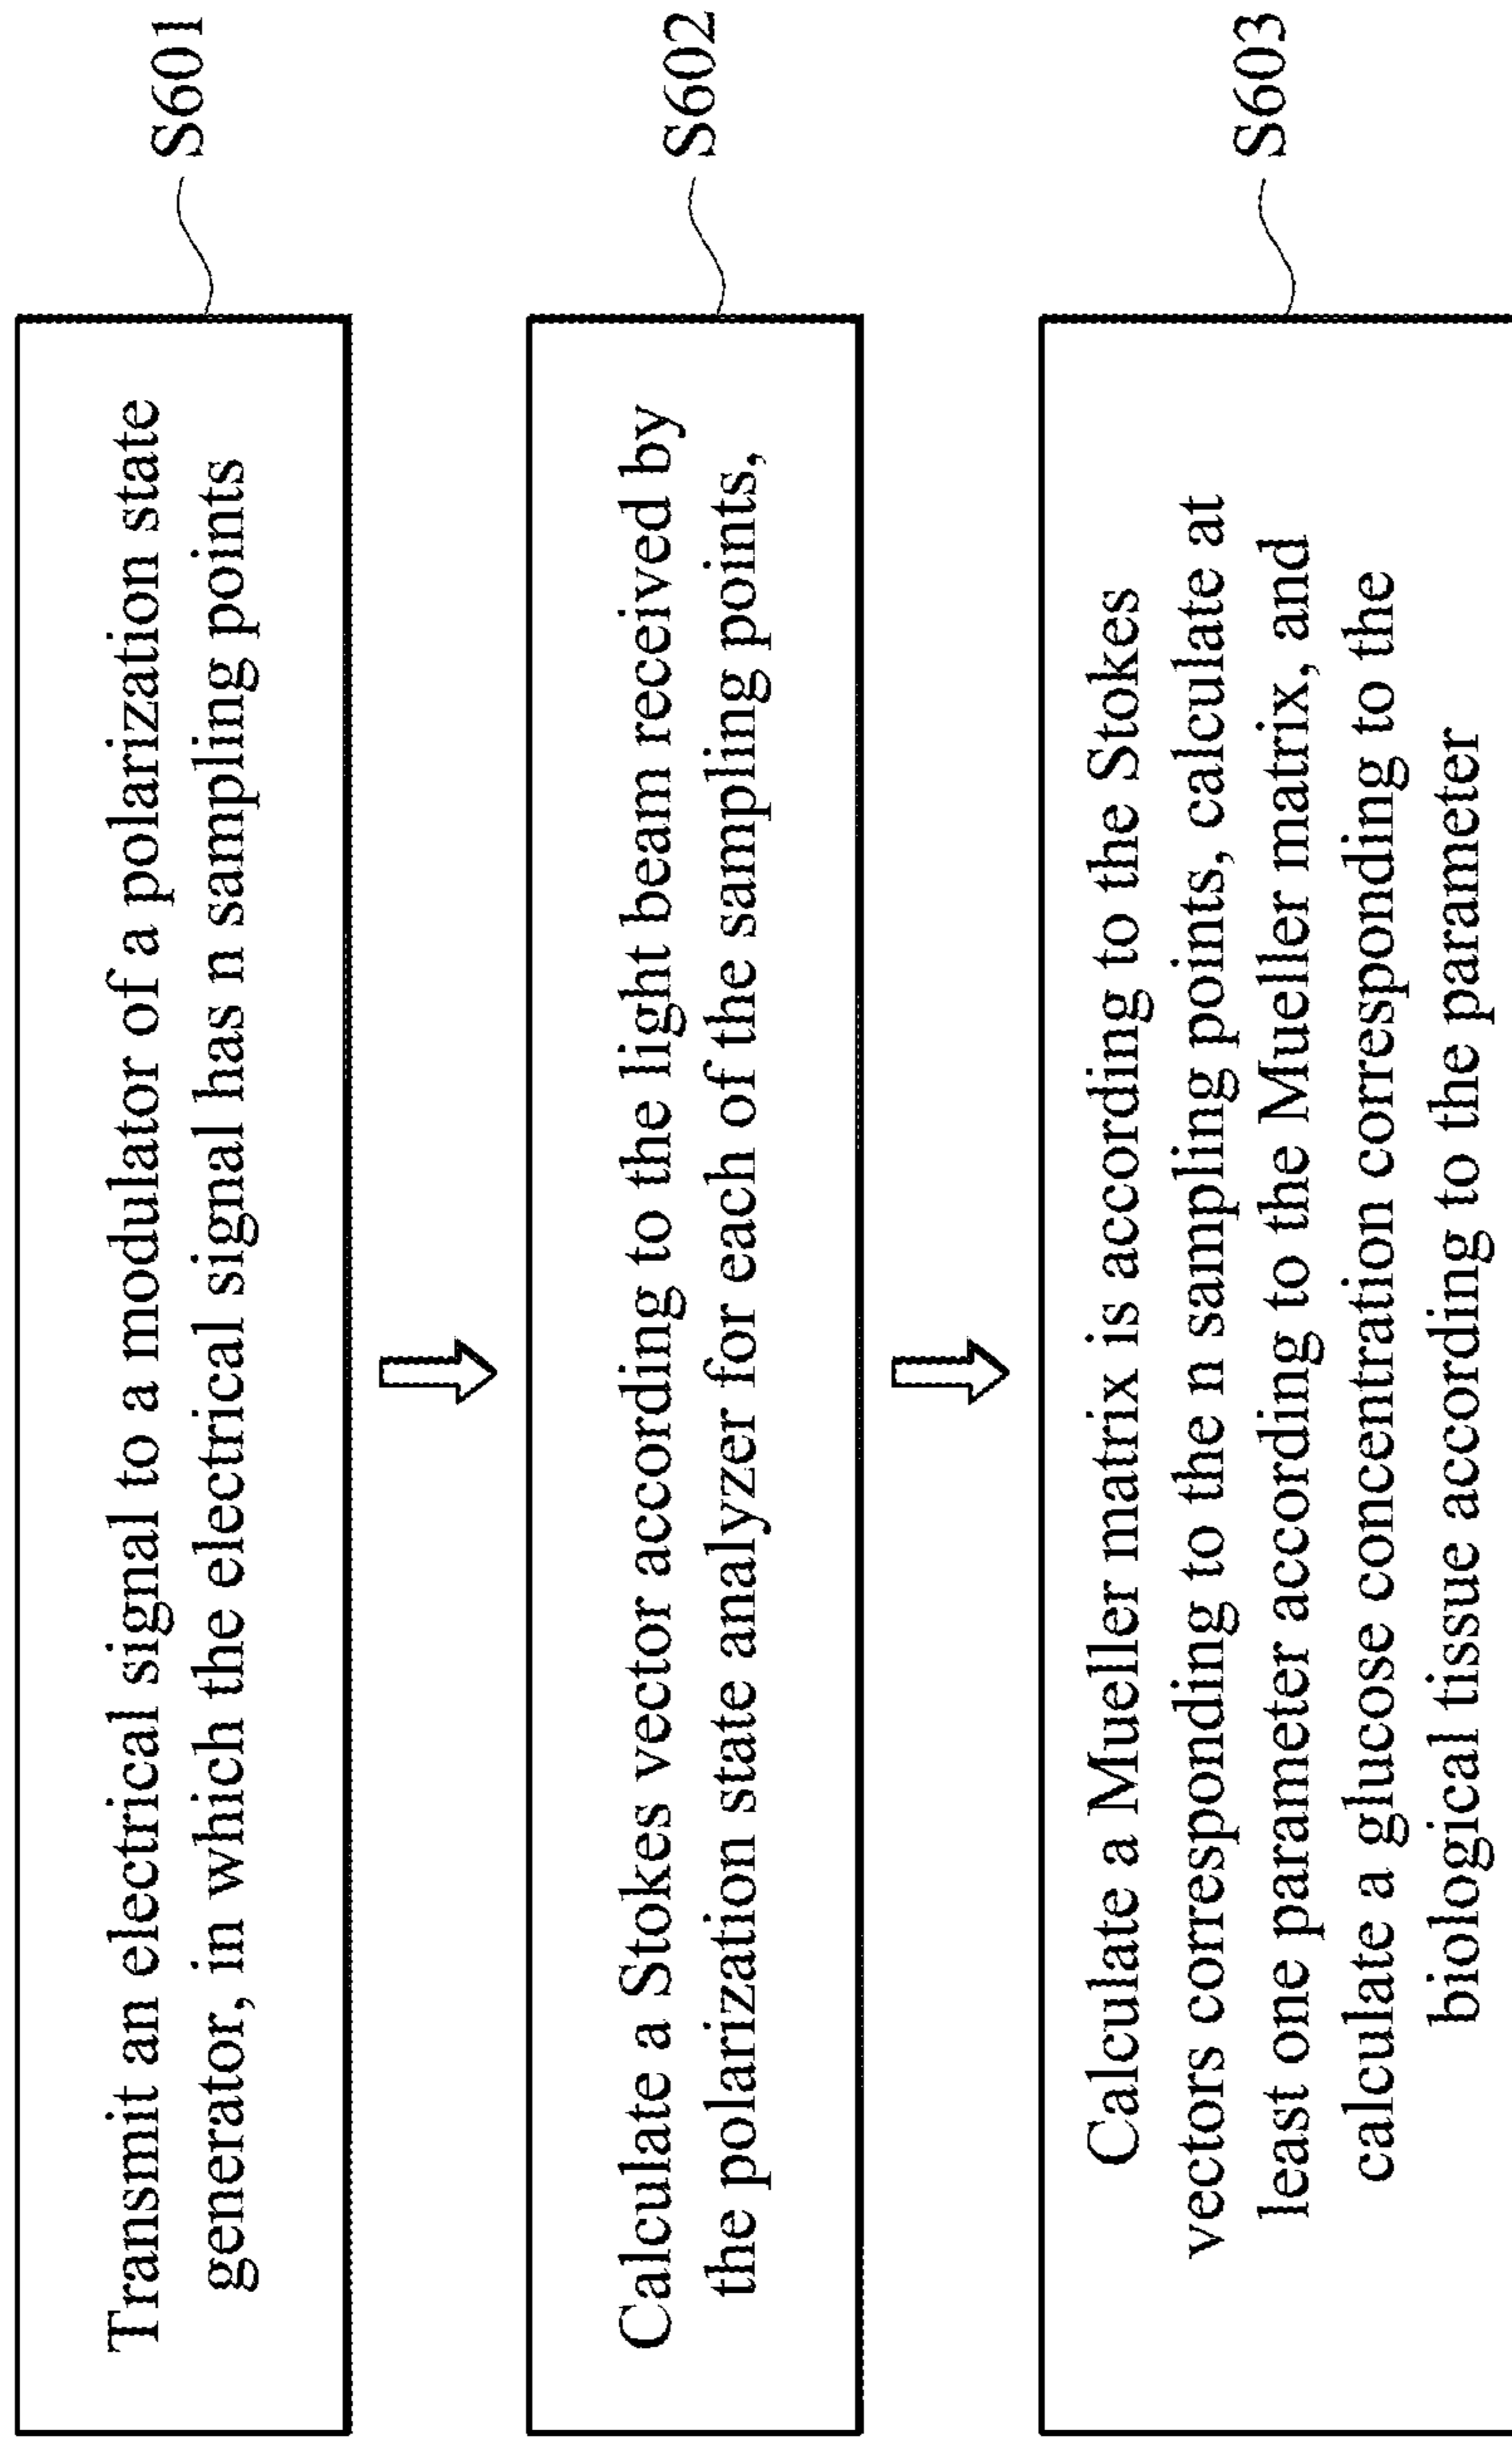 Transmit an electrical signal to a modulator of a polarization state
generator, in which the electrical signal has n sampling points
S601
Calculate a Stokes vector according to the light beam received by
the polarization state analyzer for each of the sampling points,
S602
Calculate a Mueller matrix is according to the Stokes
vectors corresponding to the n sampling points, calculate at
least one parameter according to the Mueller matrix, and
calculate a glucose concentration corresponding to the
biological tissue according to the parameter
S603